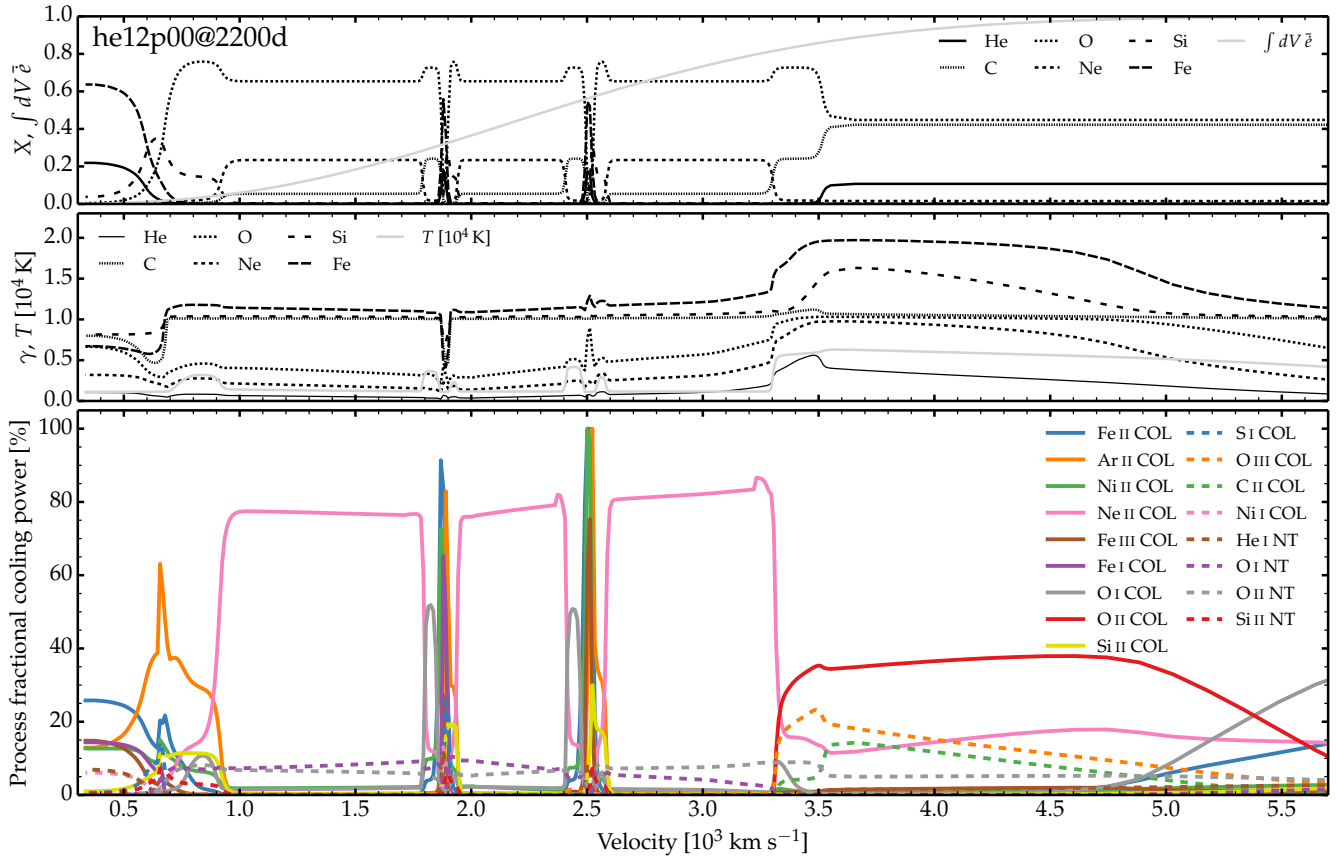 he12p00@2200d
He O Si ∫ dV ė
C Ne Fe
X, ∫ dV ė
1.0
0.8
0.6
0.4
0.2
0.0
He O Si T [10⁴ K]
C Ne Fe
γ, T [10⁴ K]
2.0
1.5
1.0
0.5
0.0
Process fractional cooling power [%]
100
80
60
40
20
0
Fe II COL
Ar II COL
Ni II COL
Ne II COL
Fe III COL
Fe I COL
O I COL
O II COL
Si II COL
S I COL
O III COL
C II COL
Ni I COL
He I NT
O I NT
O II NT
Si II NT
0.5 1.0 1.5 2.0 2.5 3.0 3.5 4.0 4.5 5.0 5.5
Velocity [10³ km s⁻¹]